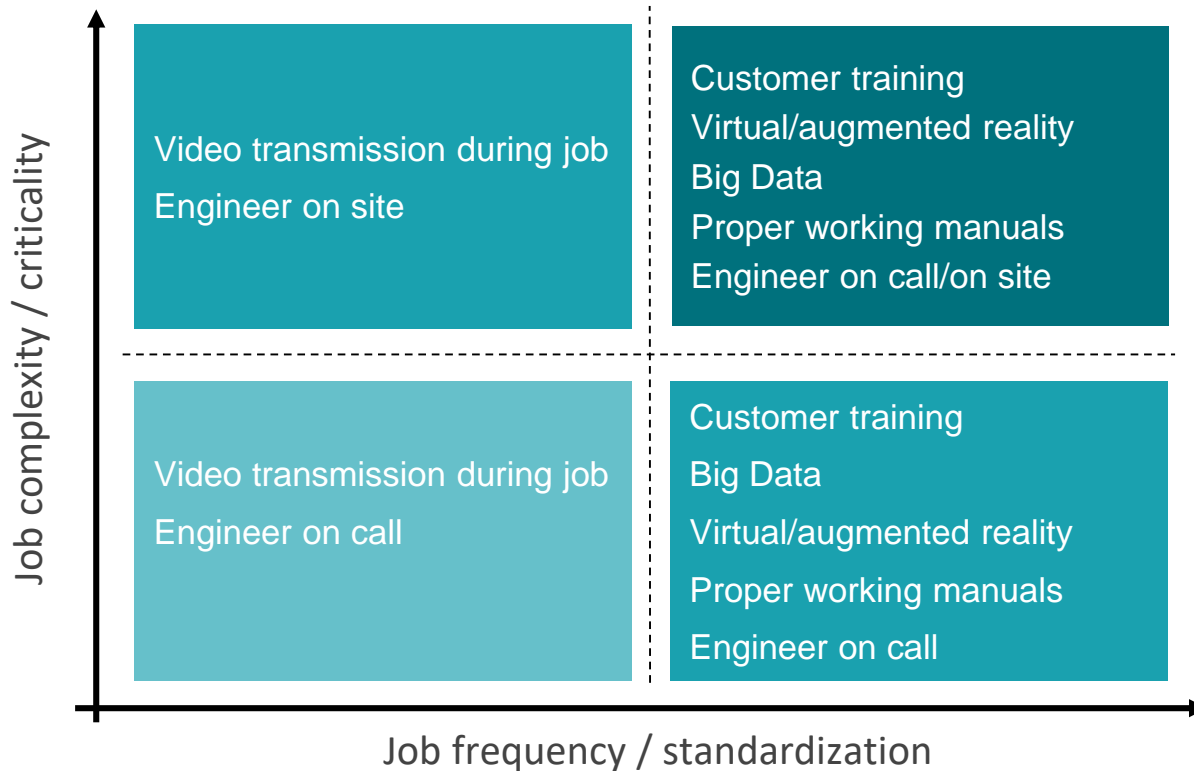 Job complexity / criticality
Video transmission during job
Engineer on site
Customer training
Virtual/augmented reality
Big Data
Proper working manuals
Engineer on call/on site
Video transmission during job
Engineer on call
Customer training
Big Data
Virtual/augmented reality
Proper working manuals
Engineer on call
Job frequency / standardization